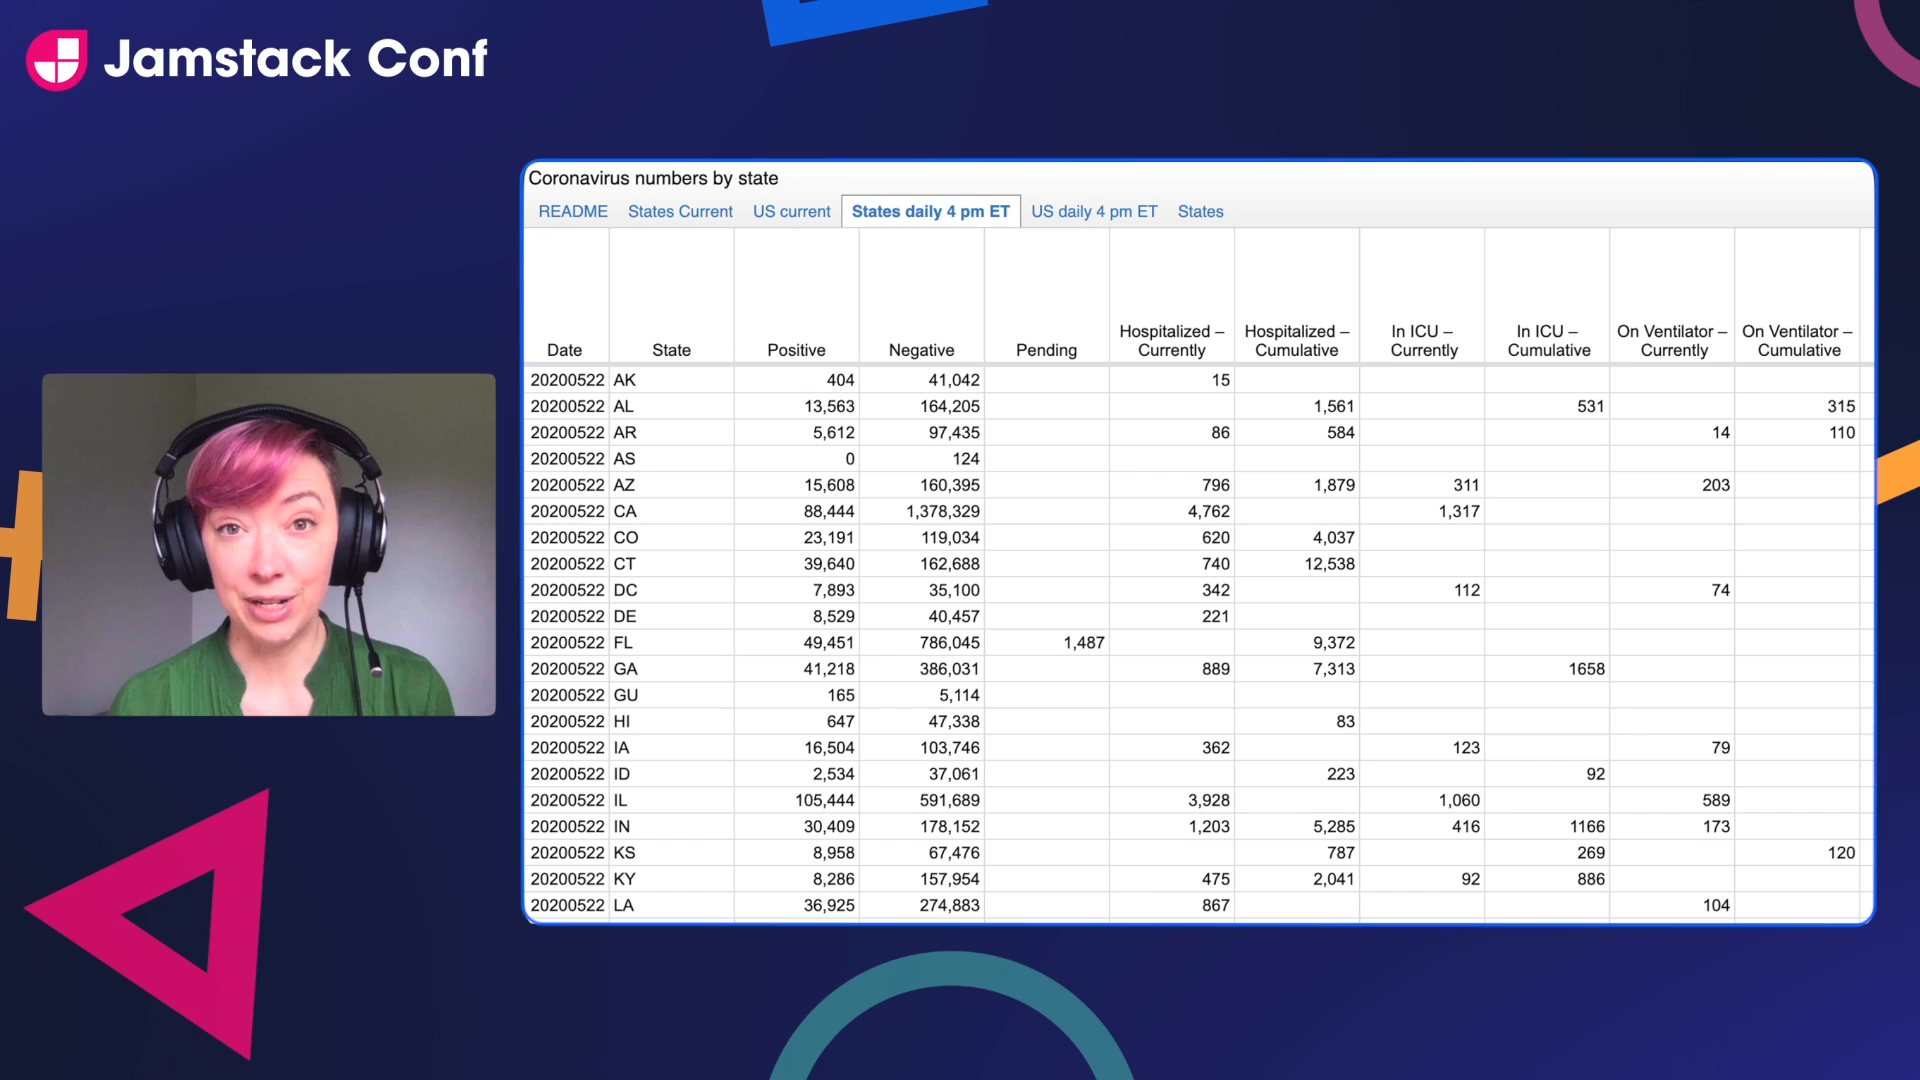 Jamstack Conf
Coronavirus numbers by state
README States Current US current States daily 4 pm ET US daily 4 pm ET States
Date State Positive Negative Pending Hospitalized – Currently Hospitalized – Cumulative In ICU – Currently In ICU – Cumulative On Ventilator – Currently On Ventilator – Cumulative
20200522 AK 404 41,042 15
20200522 AL 13,563 164,205 1,561 531 315
20200522 AR 5,612 97,435 86 584 14 110
20200522 AS 0 124
20200522 AZ 15,608 160,395 796 1,879 311 203
20200522 CA 88,444 1,378,329 4,762 1,317
20200522 CO 23,191 119,034 620 4,037
20200522 CT 39,640 162,688 740 12,538
20200522 DC 7,893 35,100 342 112 74
20200522 DE 8,529 40,457 221
20200522 FL 49,451 786,045 1,487 9,372
20200522 GA 41,218 386,031 889 7,313 1658
20200522 GU 165 5,114
20200522 HI 647 47,338 83
20200522 IA 16,504 103,746 362 123 79
20200522 ID 2,534 37,061 223 92
20200522 IL 105,444 591,689 3,928 1,060 589
20200522 IN 30,409 178,152 1,203 5,285 416 1166 173
20200522 KS 8,958 67,476 787 269 120
20200522 KY 8,286 157,954 475 2,041 92 886
20200522 LA 36,925 274,883 867 104